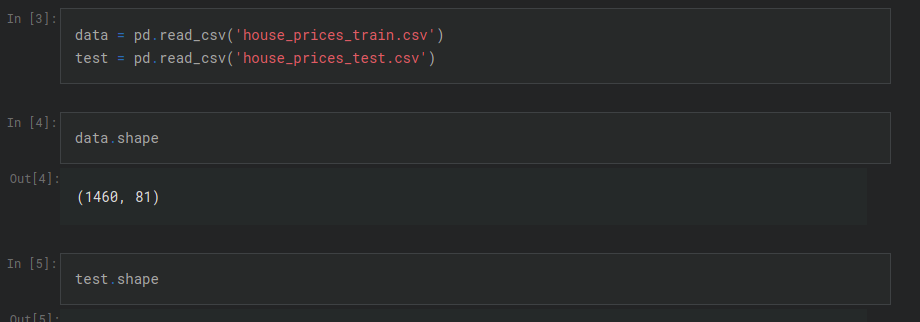 In [3]:
data = pd.read_csv('house_prices_train.csv')
test = pd.read_csv('house_prices_test.csv')
In [4]:
data.shape
Out[4]:
(1460, 81)
In [5]:
test.shape
Out[5]: